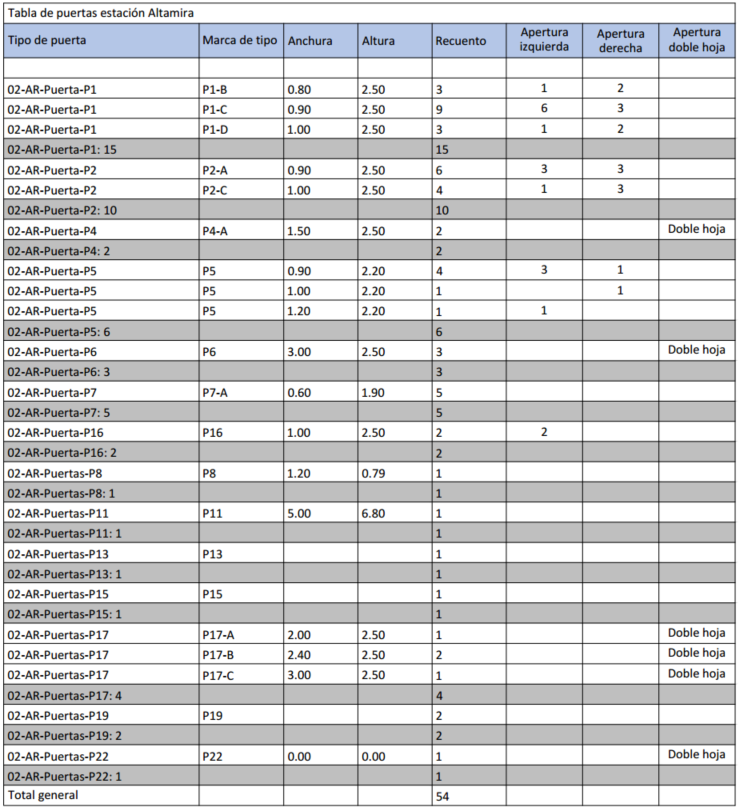 Tabla de puertas estación Altamira
Tipo de puerta Marca de tipo Anchura Altura Recuento Apertura izquierda Apertura derecha Apertura doble hoja
02-AR-Puerta-P1 P1-B 0.80 2.50 3 1 2
02-AR-Puerta-P1 P1-C 0.90 2.50 9 6 3
02-AR-Puerta-P1 P1-D 1.00 2.50 3 1 2
02-AR-Puerta-P1: 15 15
02-AR-Puerta-P2 P2-A 0.90 2.50 6 3 3
02-AR-Puerta-P2 P2-C 1.00 2.50 4 1 3
02-AR-Puerta-P2: 10 10
02-AR-Puerta-P4 P4-A 1.50 2.50 2 Doble hoja
02-AR-Puerta-P4: 2 2
02-AR-Puerta-P5 P5 0.90 2.20 4 3 1
02-AR-Puerta-P5 P5 1.00 2.20 1 1
02-AR-Puerta-P5 P5 1.20 2.20 1 1
02-AR-Puerta-P5: 6 6
02-AR-Puerta-P6 P6 3.00 2.50 3 Doble hoja
02-AR-Puerta-P6: 3 3
02-AR-Puerta-P7 P7-A 0.60 1.90 5
02-AR-Puerta-P7: 5 5
02-AR-Puerta-P16 P16 1.00 2.50 2 2
02-AR-Puerta-P16: 2 2
02-AR-Puertas-P8 P8 1.20 0.79 1
02-AR-Puertas-P8: 1 1
02-AR-Puertas-P11 P11 5.00 6.80 1
02-AR-Puertas-P11: 1 1
02-AR-Puertas-P13 P13 1
02-AR-Puertas-P13: 1 1
02-AR-Puertas-P15 P15 1
02-AR-Puertas-P15: 1 1
02-AR-Puertas-P17 P17-A 2.00 2.50 1 Doble hoja
02-AR-Puertas-P17 P17-B 2.40 2.50 2 Doble hoja
02-AR-Puertas-P17 P17-C 3.00 2.50 1 Doble hoja
02-AR-Puertas-P17: 4 4
02-AR-Puertas-P19 P19 2
02-AR-Puertas-P19: 2 2
02-AR-Puertas-P22 P22 0.00 0.00 1 Doble hoja
02-AR-Puertas-P22: 1 1
Total general 54